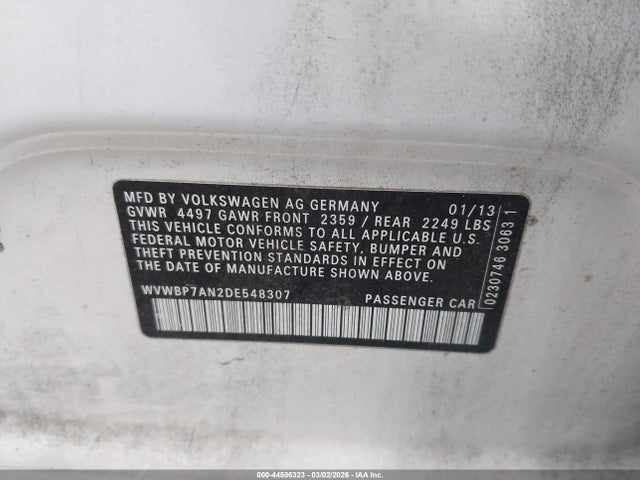 MFD BY VOLKSWAGEN AG GERMANY 01/13
GVWR 4497 GAWR FRONT 2359 / REAR 2249 LBS
THIS VEHICLE CONFORMS TO ALL APPLICABLE U.S.
FEDERAL MOTOR VEHICLE SAFETY, BUMPER AND
THEFT PREVENTION STANDARDS IN EFFECT ON
THE DATE OF MANUFACTURE SHOWN ABOVE.
WVWBP7AN2DE548307 PASSENGER CAR
0230746 3063 1
000-44506323 - 03/02/2026 - IAA Inc.